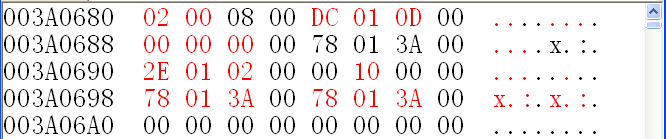 003A0680 02 00 08 00 DC 01 0D 00 ........
003A0688 00 00 00 00 78 01 3A 00 ....x.:.
003A0690 2E 01 02 00 00 10 00 00 ........
003A0698 78 01 3A 00 78 01 3A 00 x.:.x.:.
003A06A0 00 00 00 00 00 00 00 00 ........